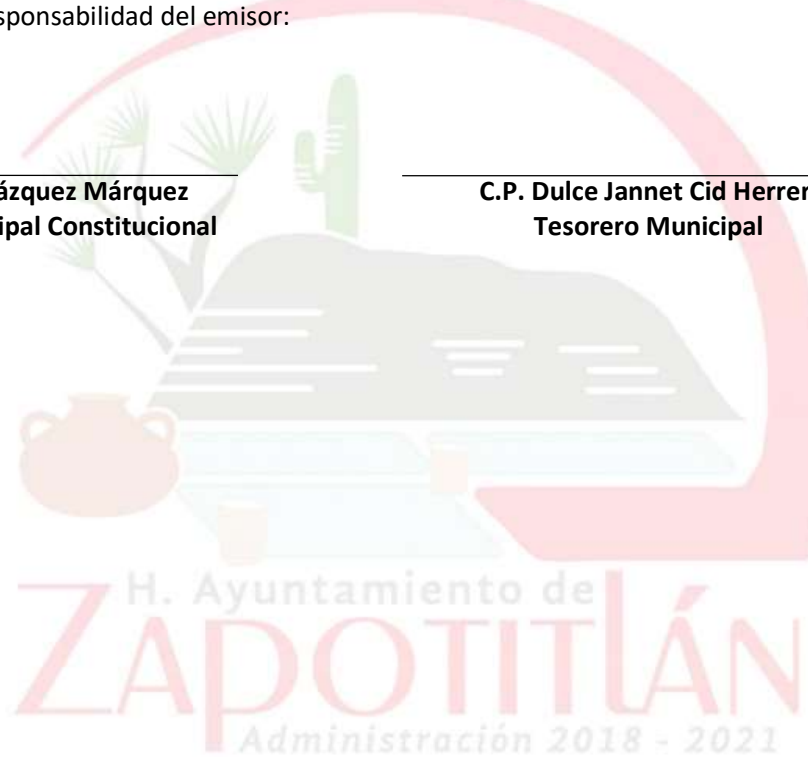 sponsabilidad del emisor:
ázquez Márquez
C.P. Dulce Jannet Cid Herrer
ipal Constitucional
Tesorero Municipal
H. Ayuntamiento de
ZAPOTITLÁN
Administración 2018 - 2021